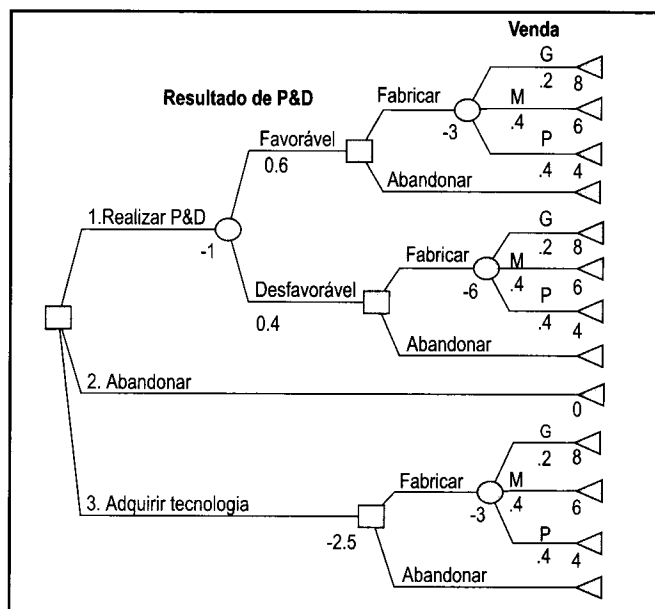 Venda
G
.2 8
Resultado de P&D
Fabricar
M
-3
.4 6
Favorável
P
0.6
.4 4
Abandonar
1.Realizar P&D
G
-1
.2 8
Fabricar
M
Desfavorável
-6
.4 6
P
0.4
.4 4
Abandonar
2. Abandonar
0
G
.2 8
Fabricar
M
3. Adquirir tecnologia
-3
.4 6
P
-2.5
.4 4
Abandonar